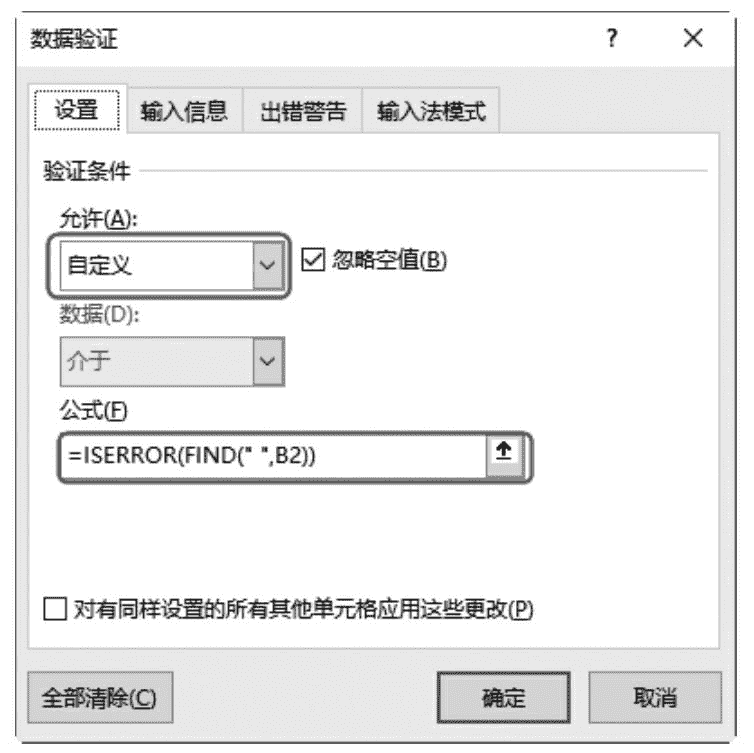 数据验证 ?
设置 输入信息 出错警告 输入法模式
验证条件
允许(A):
自定义 忽略空值(B)
数据(D):
介于
公式(F)
=ISERROR(FIND(" ",B2))
对有同样设置的所有其他单元格应用这些更改(P)
全部清除(C) 确定 取消